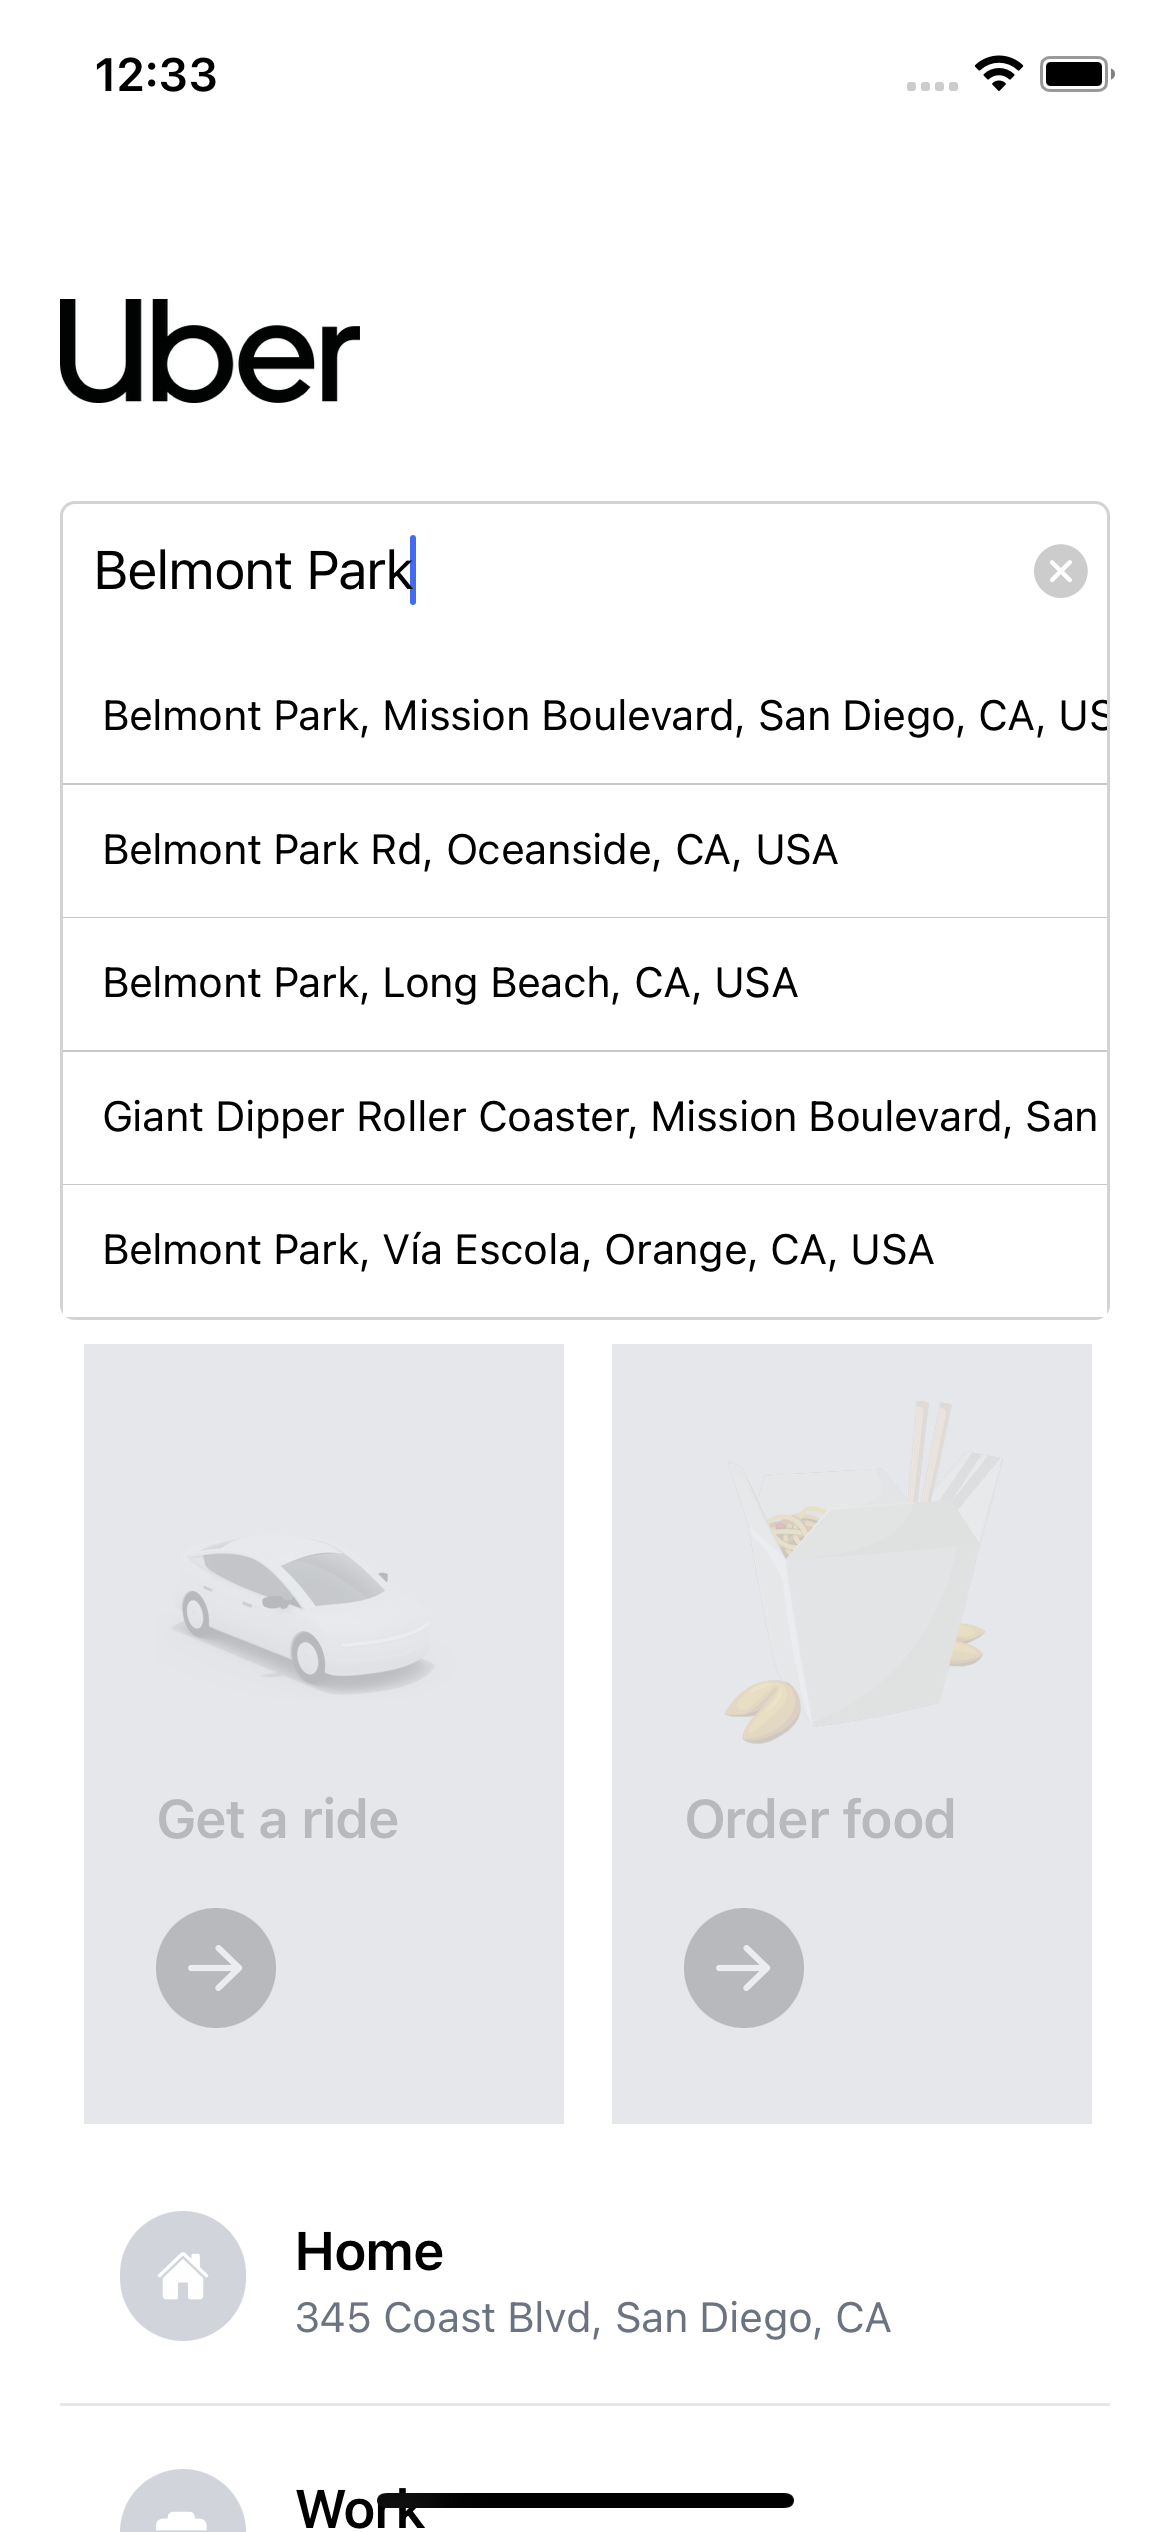 12:33
Uber
Belmont Park
Belmont Park, Mission Boulevard, San Diego, CA, US
Belmont Park Rd, Oceanside, CA, USA
Belmont Park, Long Beach, CA, USA
Giant Dipper Roller Coaster, Mission Boulevard, San
Belmont Park, Vía Escola, Orange, CA, USA
Get a ride
Order food
Home
345 Coast Blvd, San Diego, CA
Work